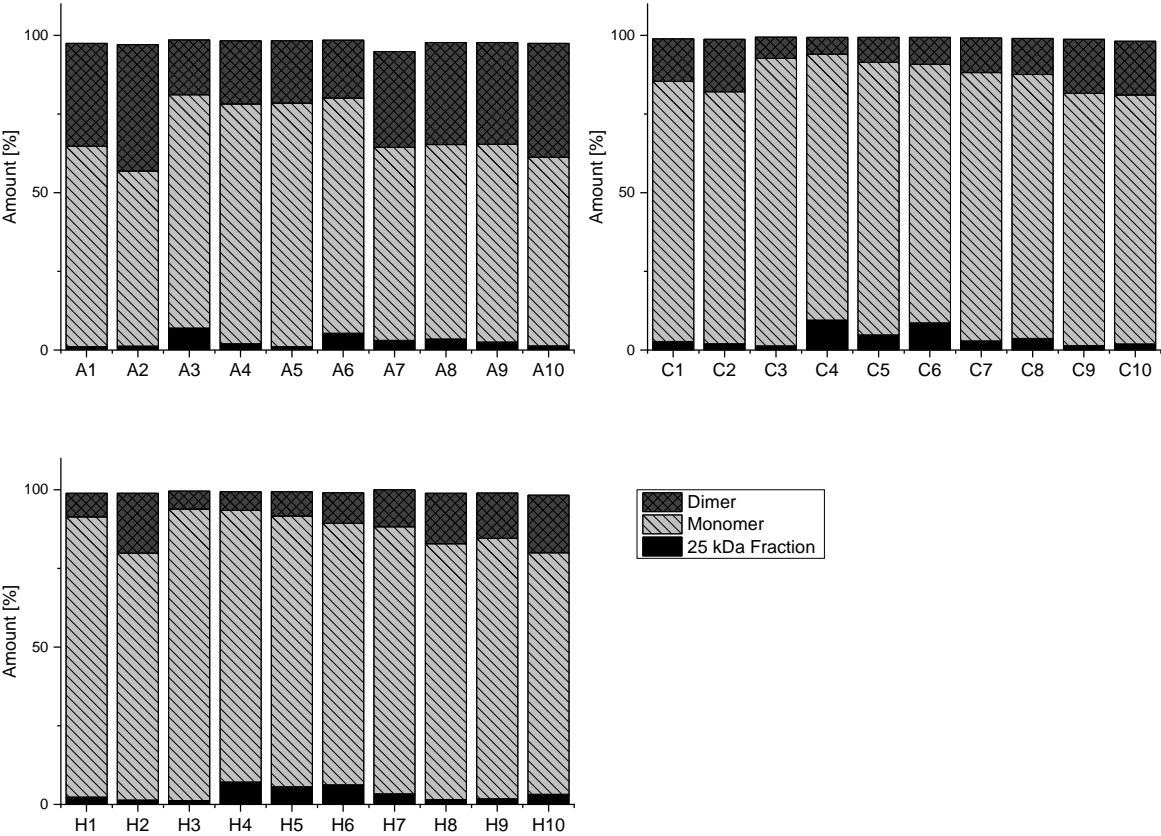 100
50
0
Amount [%]
A1 A2 A3 A4 A5 A6 A7 A8 A9 A10
100
50
0
Amount [%]
C1 C2 C3 C4 C5 C6 C7 C8 C9 C10
100
50
0
Amount [%]
H1 H2 H3 H4 H5 H6 H7 H8 H9 H10
Dimer
Monomer
25 kDa Fraction